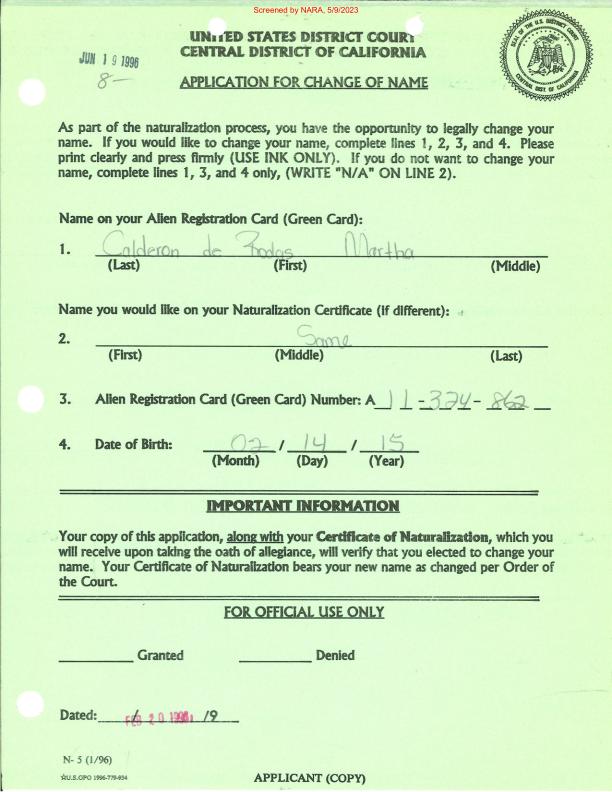 Screened by NARA, 5/9/2023
UNITED STATES DISTRICT COURT
CENTRAL DISTRICT OF CALIFORNIA
JUN 19 1996
8-
APPLICATION FOR CHANGE OF NAME
SEAL OF THE U.S. DISTRICT COURT
CENTRAL DIST. OF CALIFORNIA
As part of the naturalization process, you have the opportunity to legally change your
name. If you would like to change your name, complete lines 1, 2, 3, and 4. Please
print clearly and press firmly (USE INK ONLY). If you do not want to change your
name, complete lines 1, 3, and 4 only, (WRITE "N/A" ON LINE 2).
Name on your Alien Registration Card (Green Card):
1. Calderon de Rodas Martha
(Last) (First) (Middle)
Name you would like on your Naturalization Certificate (if different):
2. Same
(First) (Middle) (Last)
3. Alien Registration Card (Green Card) Number: A 11-324-862
4. Date of Birth: 02 / 14 / 15
(Month) (Day) (Year)
IMPORTANT INFORMATION
Your copy of this application, along with your Certificate of Naturalization, which you
will receive upon taking the oath of allegiance, will verify that you elected to change your
name. Your Certificate of Naturalization bears your new name as changed per Order of
the Court.
FOR OFFICIAL USE ONLY
Granted Denied
Dated: / FEB 20 /19
N- 5 (1/96)
☆U.S.GPO 1996-779-934
APPLICANT (COPY)